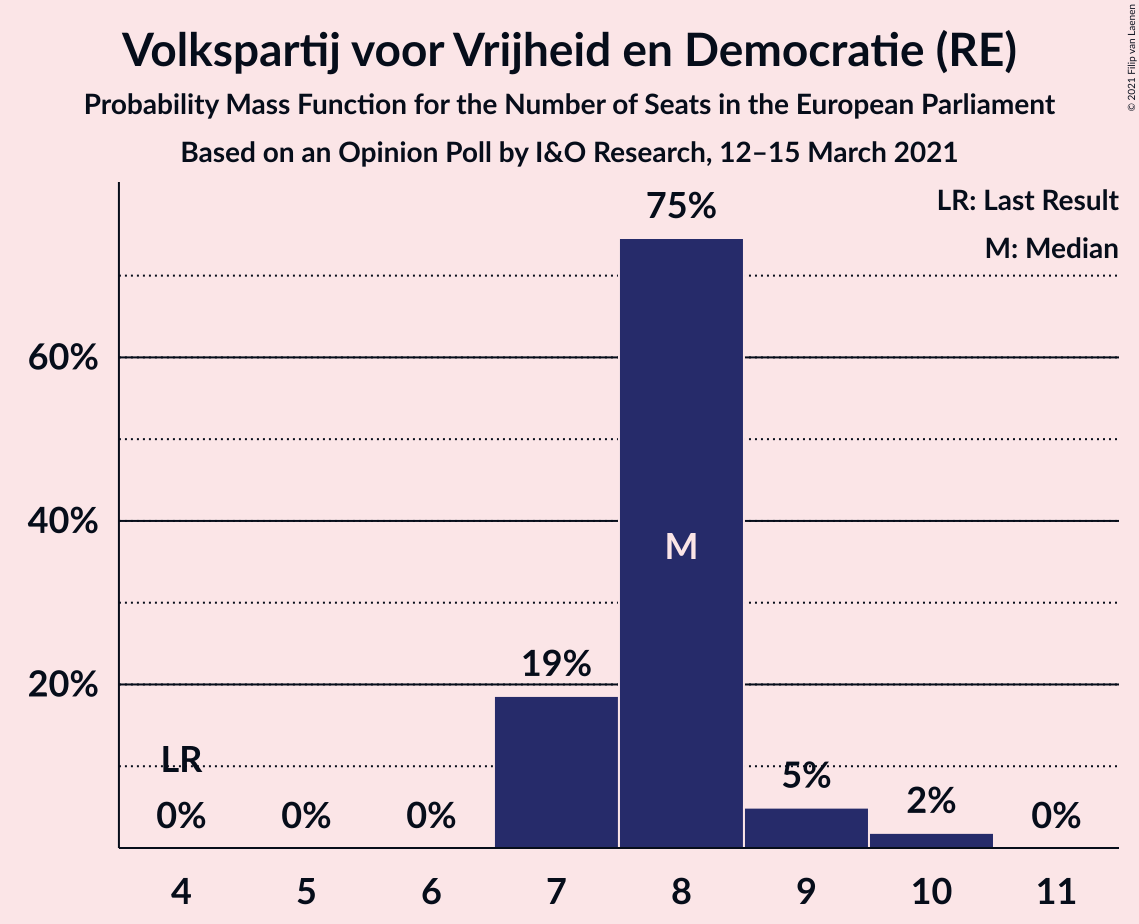 Volkspartij voor Vrijheid en Democratie (RE)
Probability Mass Function for the Number of Seats in the European Parliament
Based on an Opinion Poll by I&O Research, 12–15 March 2021
© 2021 Filip van Laenen
LR: Last Result
M: Median
75%
60%
40%
M
19%
20%
LR
5%
2%
0%
0%
0%
0%
4
5
6
7
8
9
10
11